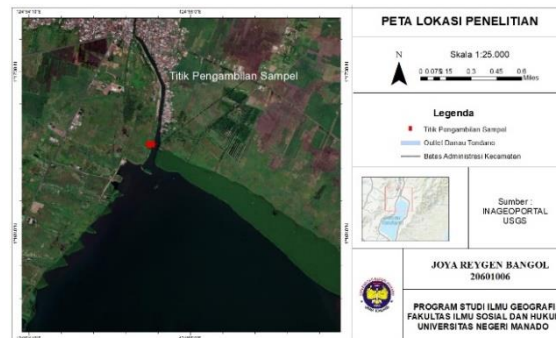 Titik Pengambilan Sampel
PETA LOKASI PENELITIAN
N
Skala 1:25.000
0 0.075 0.15 0.3 0.45 0.6
Miles
Legenda
Titik Pengambilan Sampel
Outlet Danau Tondano
Batas Administrasi Kecamatan
Sumber :
INAGEOPORTAL
USGS
JOYA REYGEN BANGOL
20601006
PROGRAM STUDI ILMU GEOGRAFI
FAKULTAS ILMU SOSIAL DAN HUKUM
UNIVERSITAS NEGERI MANADO